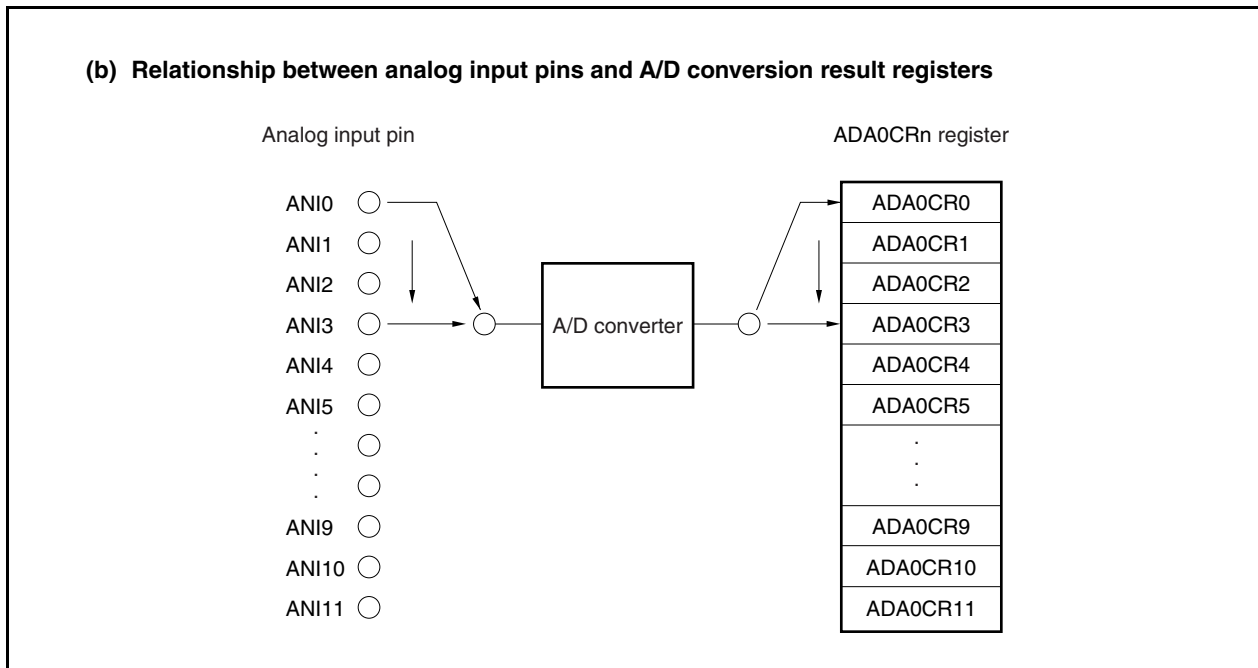 (b) Relationship between analog input pins and A/D conversion result registers
Analog input pin
ADA0CRn register
ANI0
ADA0CR0
ANI1
ADA0CR1
ANI2
ADA0CR2
ANI3
A/D converter
ADA0CR3
ANI4
ADA0CR4
ANI5
ADA0CR5
.
.
.
.
.
.
.
ANI9
ADA0CR9
ANI10
ADA0CR10
ANI11
ADA0CR11